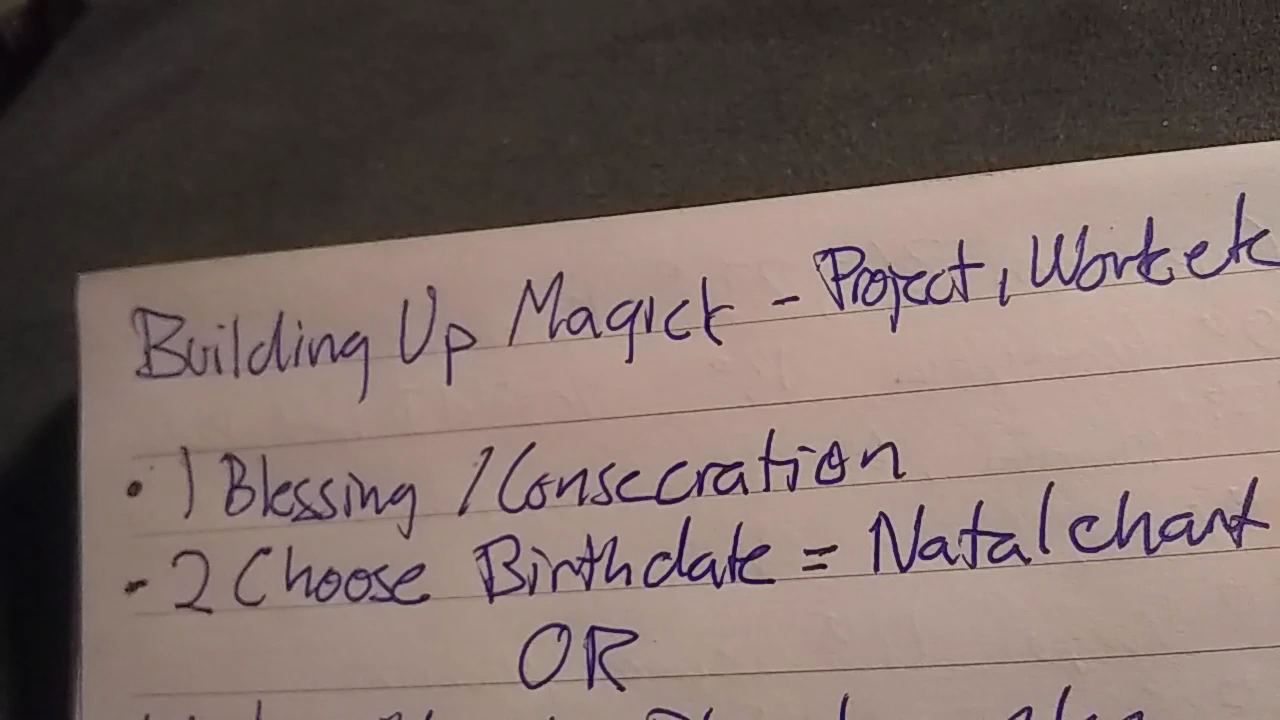 Building Up Magick - Project, Work etc
• 1 Blessing / Consecration
- 2 Choose Birthdate = Natal chart
OR